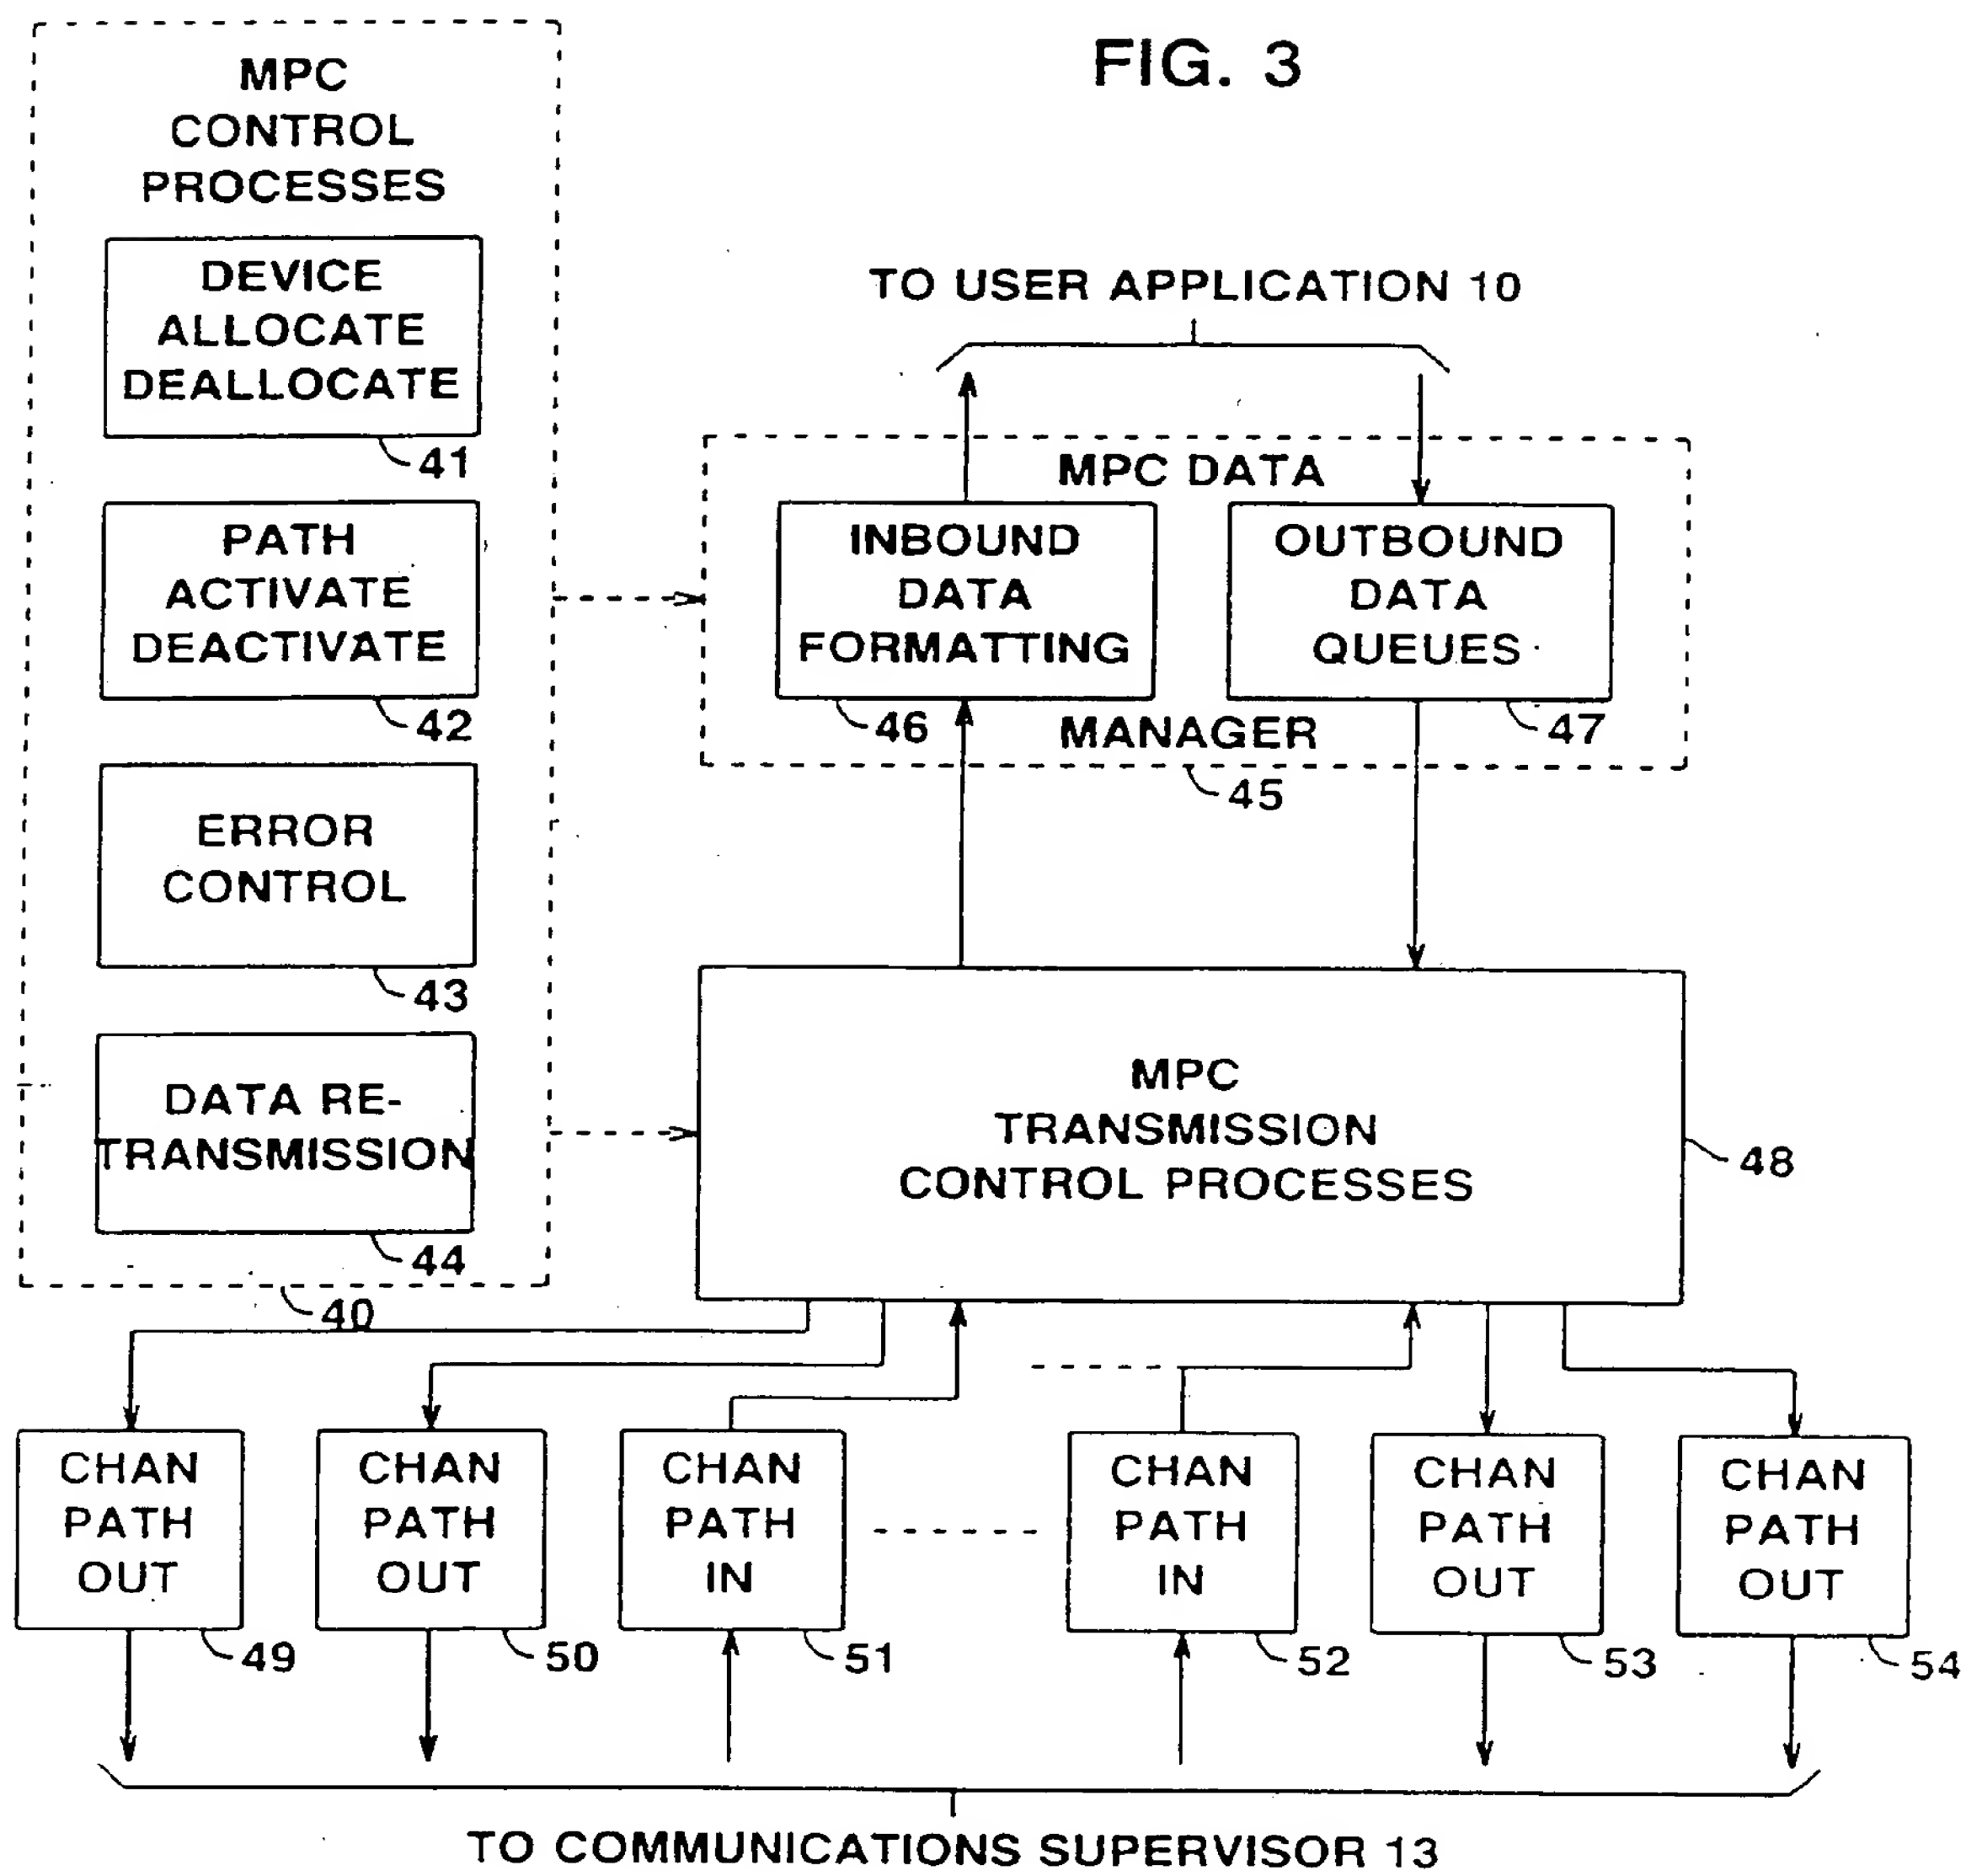 FIG. 3
MPC
CONTROL
PROCESSES
DEVICE
ALLOCATE
DEALLOCATE
41
PATH
ACTIVATE
DEACTIVATE
42
ERROR
CONTROL
43
DATA RE-
TRANSMISSION
44
40
TO USER APPLICATION 10
MPC DATA
INBOUND
DATA
FORMATTING
46
OUTBOUND
DATA
QUEUES
47
MANAGER
45
MPC
TRANSMISSION
CONTROL PROCESSES
48
CHAN
PATH
OUT
49
CHAN
PATH
OUT
50
CHAN
PATH
IN
51
CHAN
PATH
IN
52
CHAN
PATH
OUT
53
CHAN
PATH
OUT
54
TO COMMUNICATIONS SUPERVISOR 13